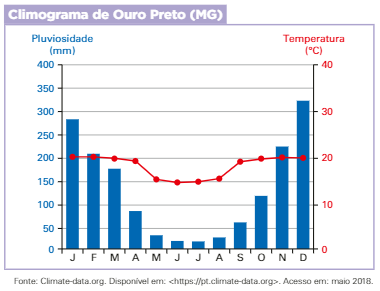 Climograma de Ouro Preto (MG)
Pluviosidade
(mm)
Temperatura
(°C)
400
350
300
250
200
150
100
50
0
40
30
20
10
0
J F M A M J J A S O N D
Fonte: Climate-data.org. Disponível em: <https://pt.climate-data.org>. Acesso em: maio 2018.